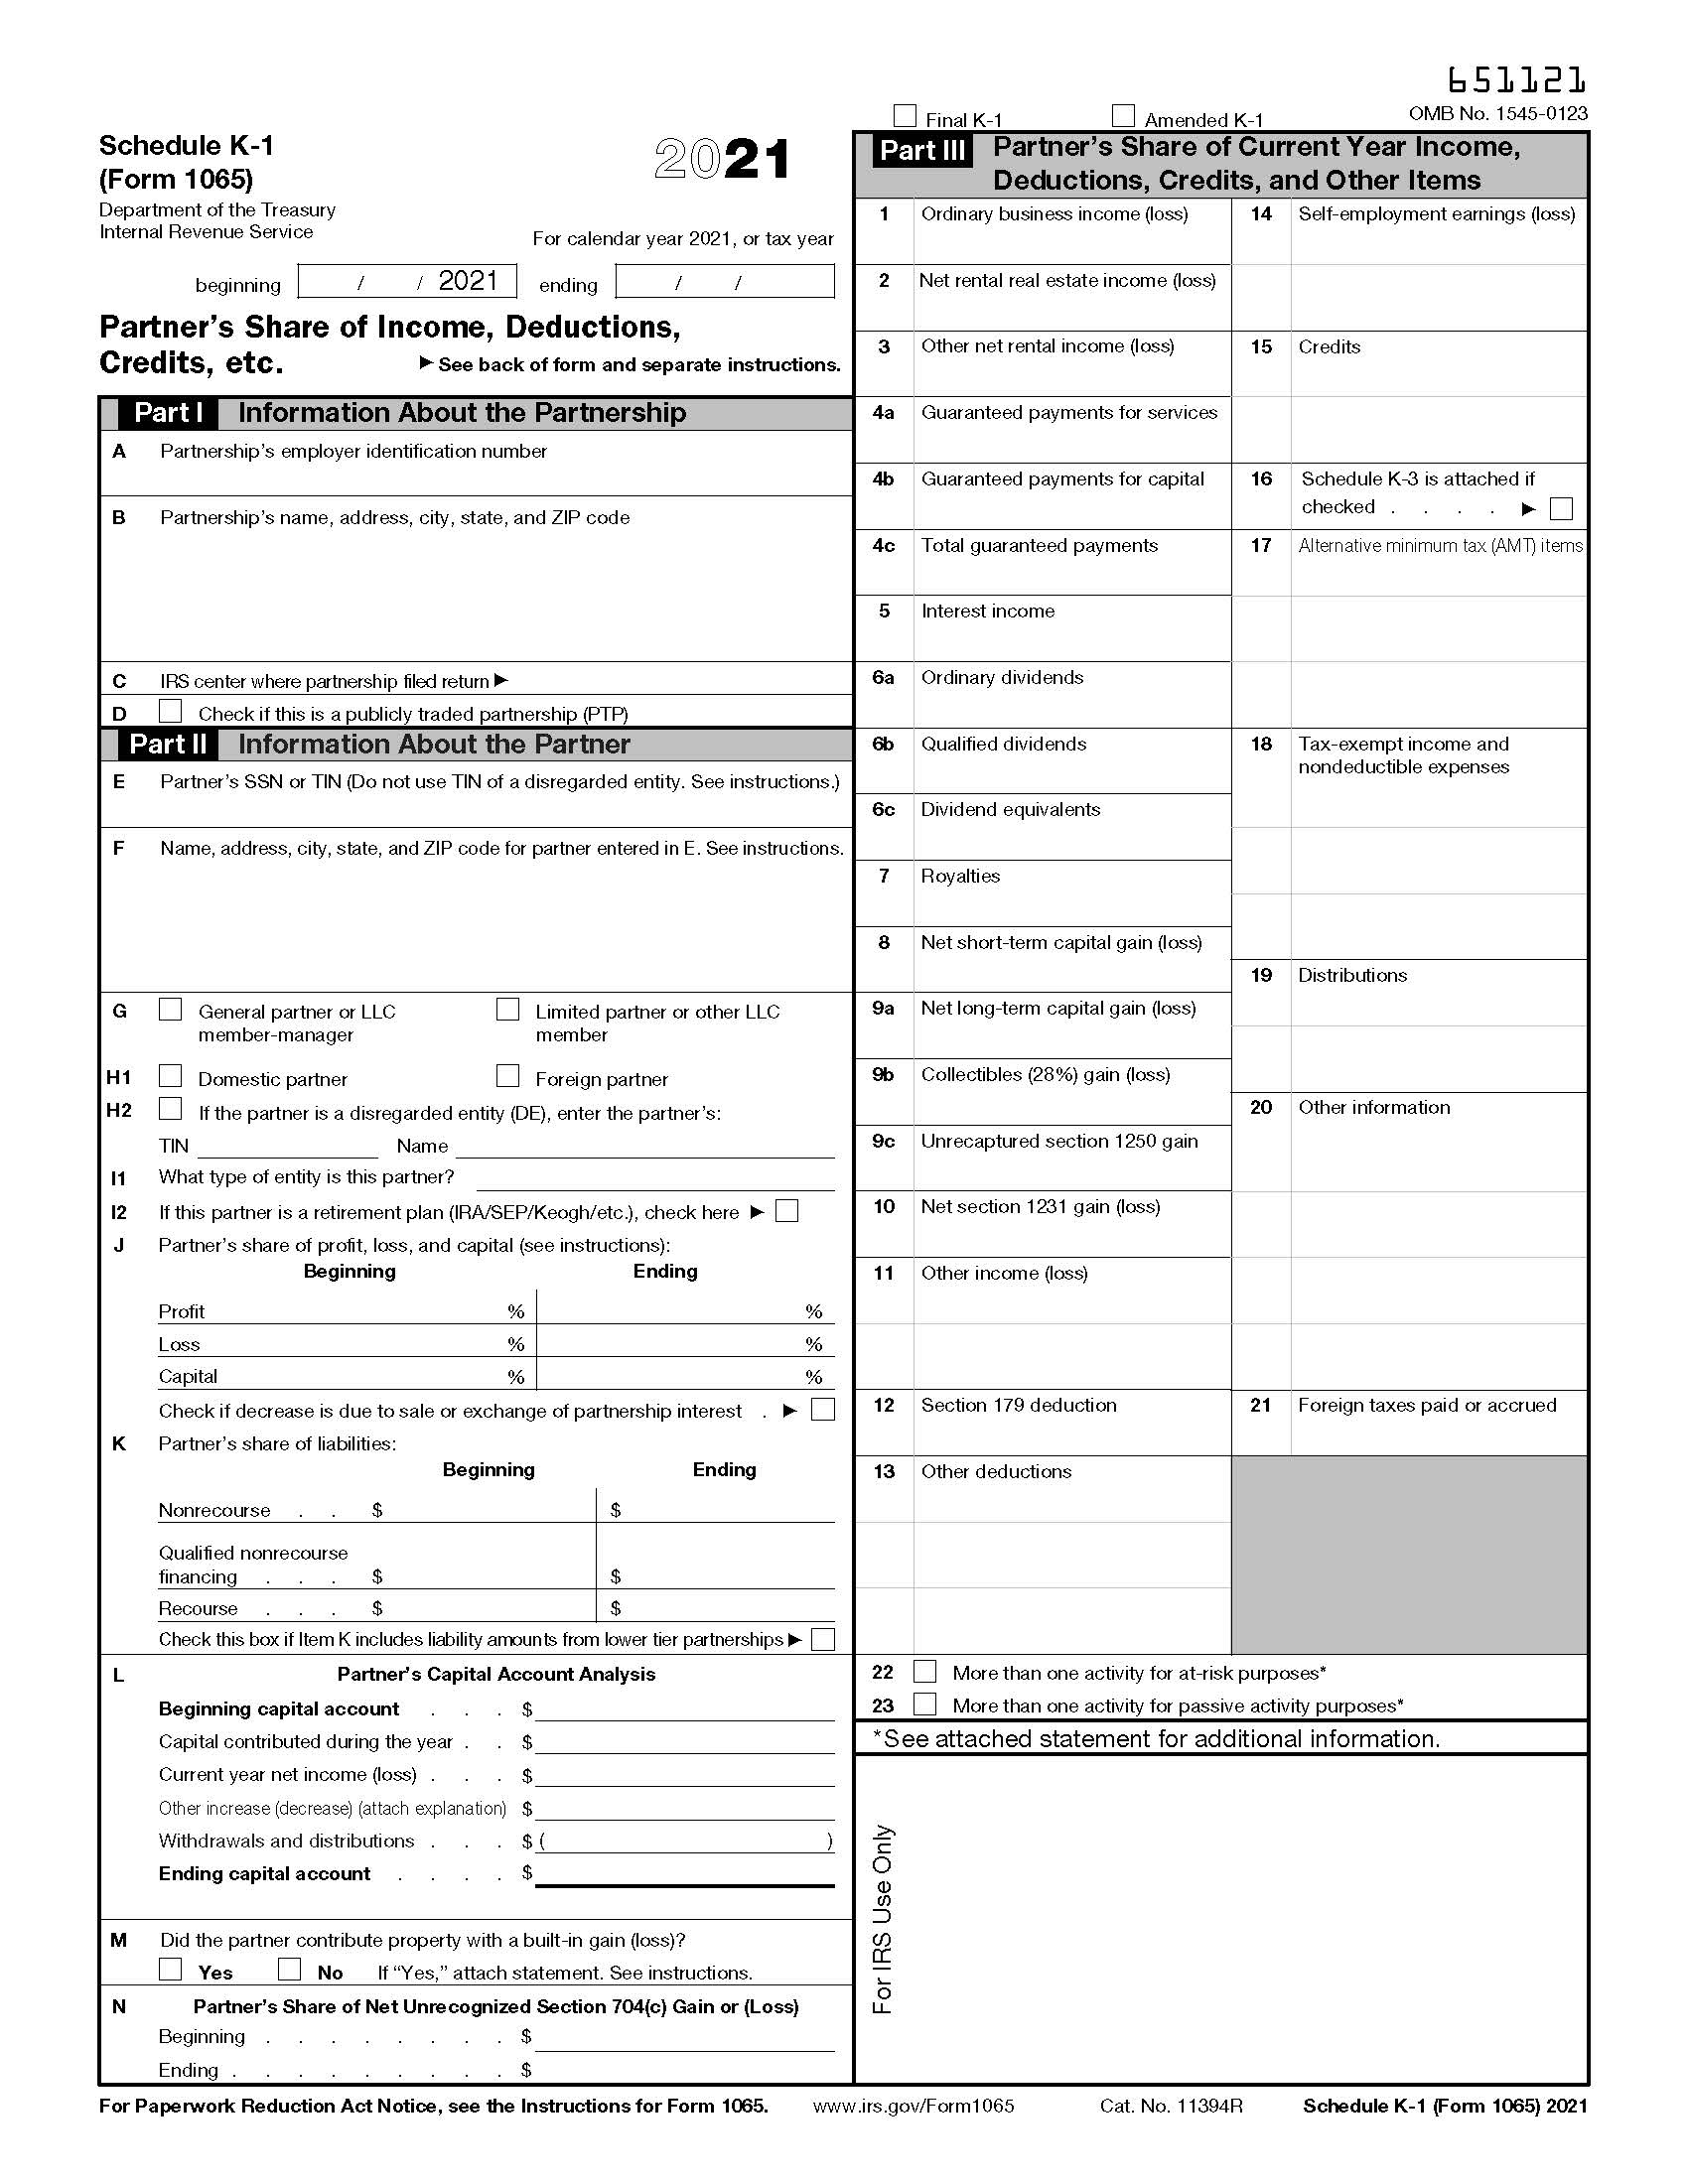 651121
Final K-1 Amended K-1 OMB No. 1545-0123
Schedule K-1
(Form 1065)
2021
Department of the Treasury
Internal Revenue Service
For calendar year 2021, or tax year
beginning / / 2021 ending / /
Partner's Share of Income, Deductions,
Credits, etc. ▶ See back of form and separate instructions.
Part I Information About the Partnership
A Partnership's employer identification number
B Partnership's name, address, city, state, and ZIP code
C IRS center where partnership filed return ▶
D Check if this is a publicly traded partnership (PTP)
Part II Information About the Partner
E Partner's SSN or TIN (Do not use TIN of a disregarded entity. See instructions.)
F Name, address, city, state, and ZIP code for partner entered in E. See instructions.
G General partner or LLC Limited partner or other LLC
member-manager member
H1 Domestic partner Foreign partner
H2 If the partner is a disregarded entity (DE), enter the partner's:
TIN Name
I1 What type of entity is this partner?
I2 If this partner is a retirement plan (IRA/SEP/Keogh/etc.), check here ▶
J Partner's share of profit, loss, and capital (see instructions):
Beginning Ending
Profit % %
Loss % %
Capital % %
Check if decrease is due to sale or exchange of partnership interest . ▶
K Partner's share of liabilities:
Beginning Ending
Nonrecourse . . $ $
Qualified nonrecourse
financing . . . $ $
Recourse . . . $ $
Check this box if Item K includes liability amounts from lower tier partnerships ▶
L Partner's Capital Account Analysis
Beginning capital account . . . $
Capital contributed during the year . . $
Current year net income (loss) . . . $
Other increase (decrease) (attach explanation) $
Withdrawals and distributions . . . $ ( )
Ending capital account . . . . $
M Did the partner contribute property with a built-in gain (loss)?
Yes No If “Yes,” attach statement. See instructions.
N Partner's Share of Net Unrecognized Section 704(c) Gain or (Loss)
Beginning . . . . . . . . $
Ending . . . . . . . . . $
Part III Partner's Share of Current Year Income,
Deductions, Credits, and Other Items
1 Ordinary business income (loss)
2 Net rental real estate income (loss)
3 Other net rental income (loss)
4a Guaranteed payments for services
4b Guaranteed payments for capital
4c Total guaranteed payments
5 Interest income
6a Ordinary dividends
6b Qualified dividends
6c Dividend equivalents
7 Royalties
8 Net short-term capital gain (loss)
9a Net long-term capital gain (loss)
9b Collectibles (28%) gain (loss)
9c Unrecaptured section 1250 gain
10 Net section 1231 gain (loss)
11 Other income (loss)
12 Section 179 deduction
13 Other deductions
14 Self-employment earnings (loss)
15 Credits
16 Schedule K-3 is attached if
checked . . . . ▶
17 Alternative minimum tax (AMT) items
18 Tax-exempt income and
nondeductible expenses
19 Distributions
20 Other information
21 Foreign taxes paid or accrued
22 More than one activity for at-risk purposes*
23 More than one activity for passive activity purposes*
*See attached statement for additional information.
For IRS Use Only
For Paperwork Reduction Act Notice, see the Instructions for Form 1065. www.irs.gov/Form1065 Cat. No. 11394R Schedule K-1 (Form 1065) 2021